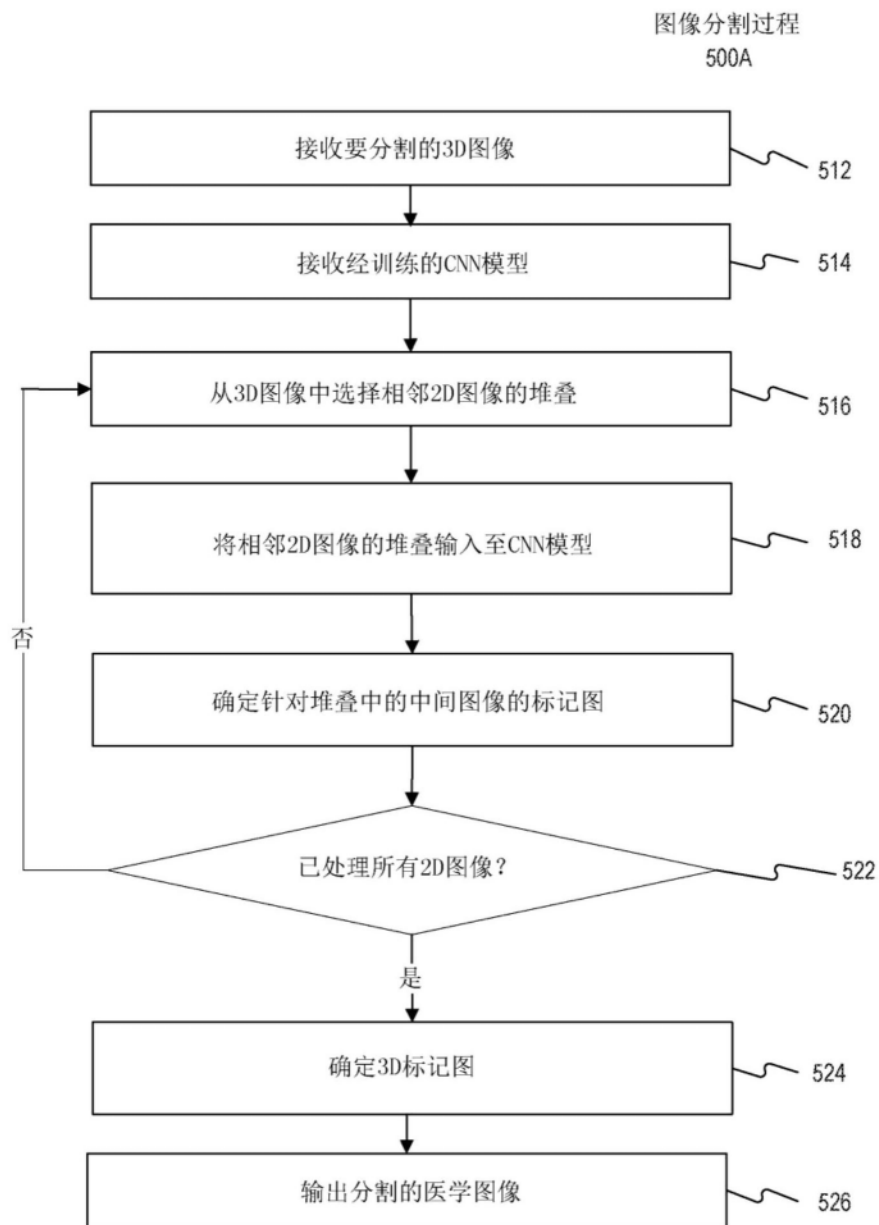 图像分割过程
500A
接收要分割的3D图像
512
接收经训练的CNN模型
514
从3D图像中选择相邻2D图像的堆叠
516
将相邻2D图像的堆叠输入至CNN模型
518
否
确定针对堆叠中的中间图像的标记图
520
已处理所有2D图像？
522
是
确定3D标记图
524
输出分割的医学图像
526